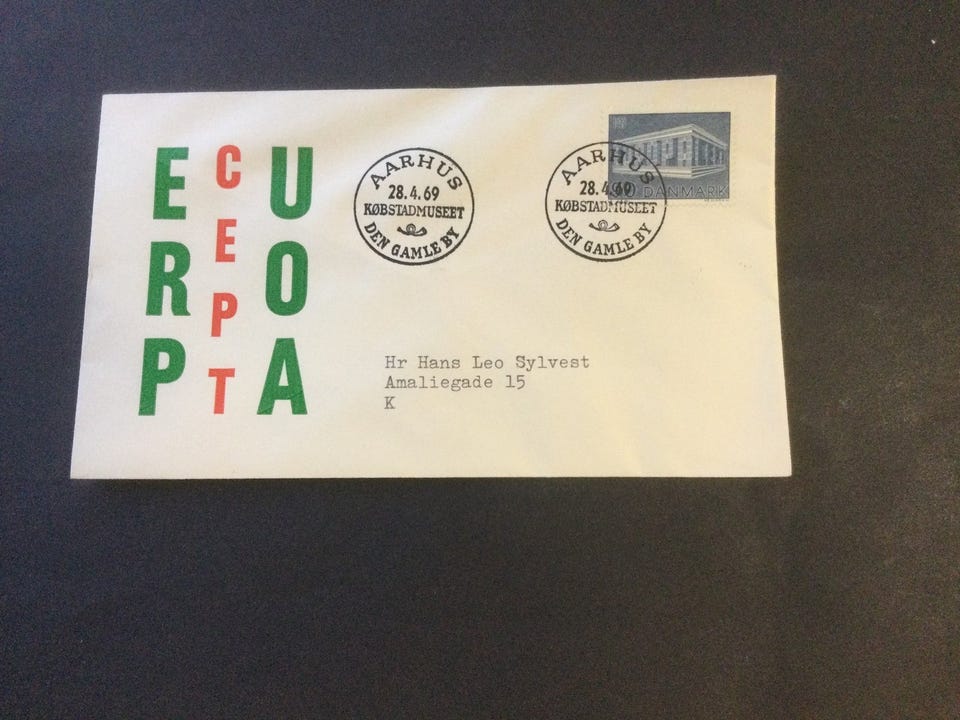 E C U
R E O
P P A
T
AARHUS
28.4.69
KØBSTADMUSEET
DEN GAMLE BY
AARHUS
28.4.69
KØBSTADMUSEET
DEN GAMLE BY
90 DANMARK
Hr Hans Leo Sylvest
Amaliegade 15
K